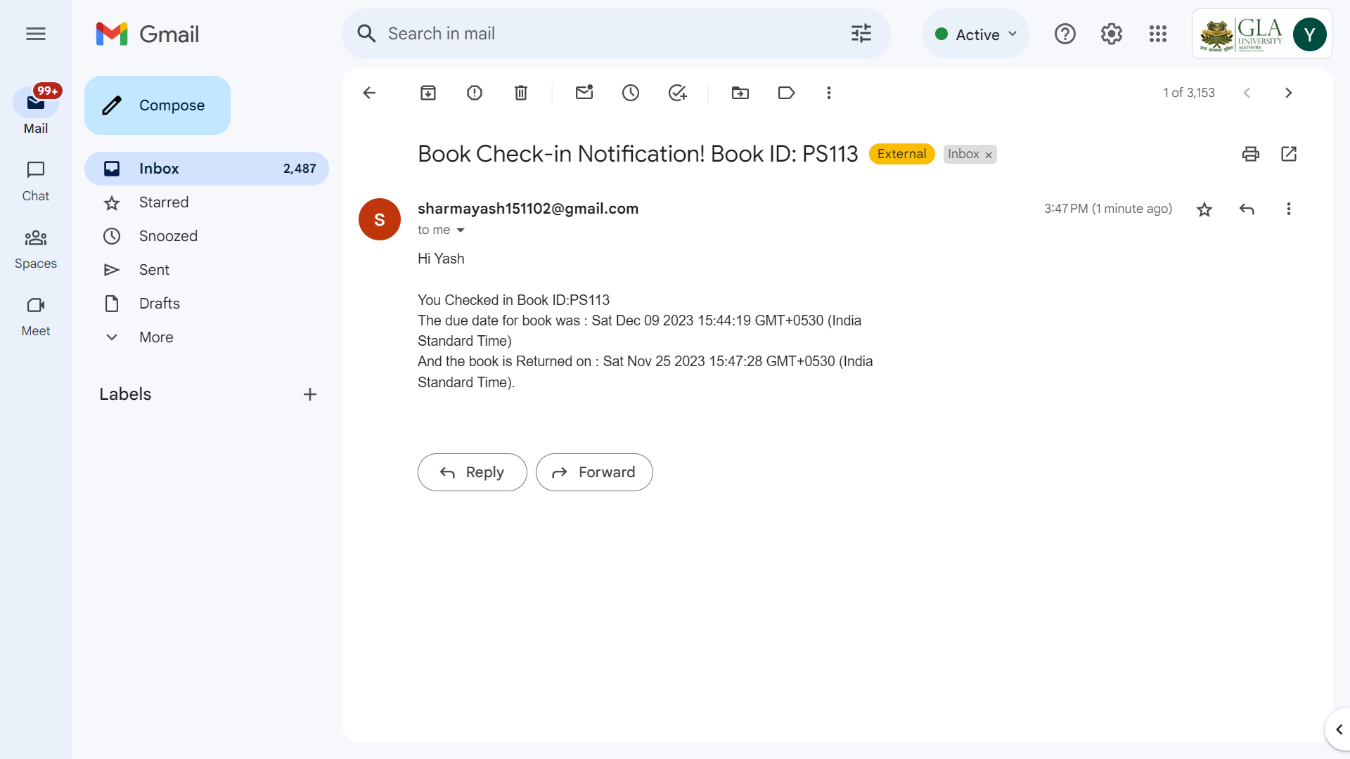 Gmail
Search in mail
Active
GLA
UNIVERSITY
MATHURA
Y
99+
Mail
Chat
Spaces
Meet
Compose
Inbox 2,487
Starred
Snoozed
Sent
Drafts
More
Labels
1 of 3,153
Book Check-in Notification! Book ID: PS113 External Inbox ×
S
sharmayash151102@gmail.com 3:47 PM (1 minute ago)
to me
Hi Yash
You Checked in Book ID:PS113
The due date for book was : Sat Dec 09 2023 15:44:19 GMT+0530 (India
Standard Time)
And the book is Returned on : Sat Nov 25 2023 15:47:28 GMT+0530 (India
Standard Time).
Reply Forward